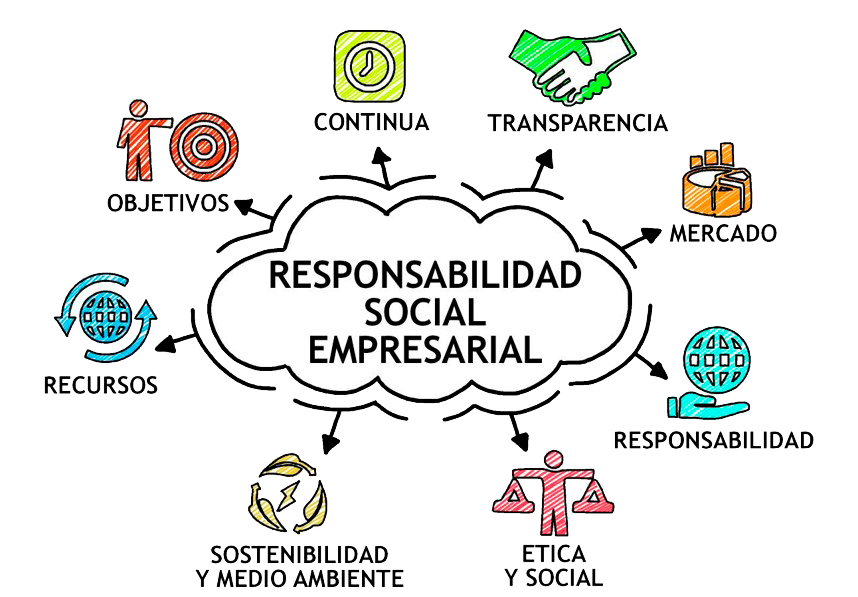 CONTINUA
TRANSPARENCIA
OBJETIVOS
MERCADO
RESPONSABILIDAD
SOCIAL
EMPRESARIAL
RECURSOS
RESPONSABILIDAD
SOSTENIBILIDAD
Y MEDIO AMBIENTE
ETICA
Y SOCIAL